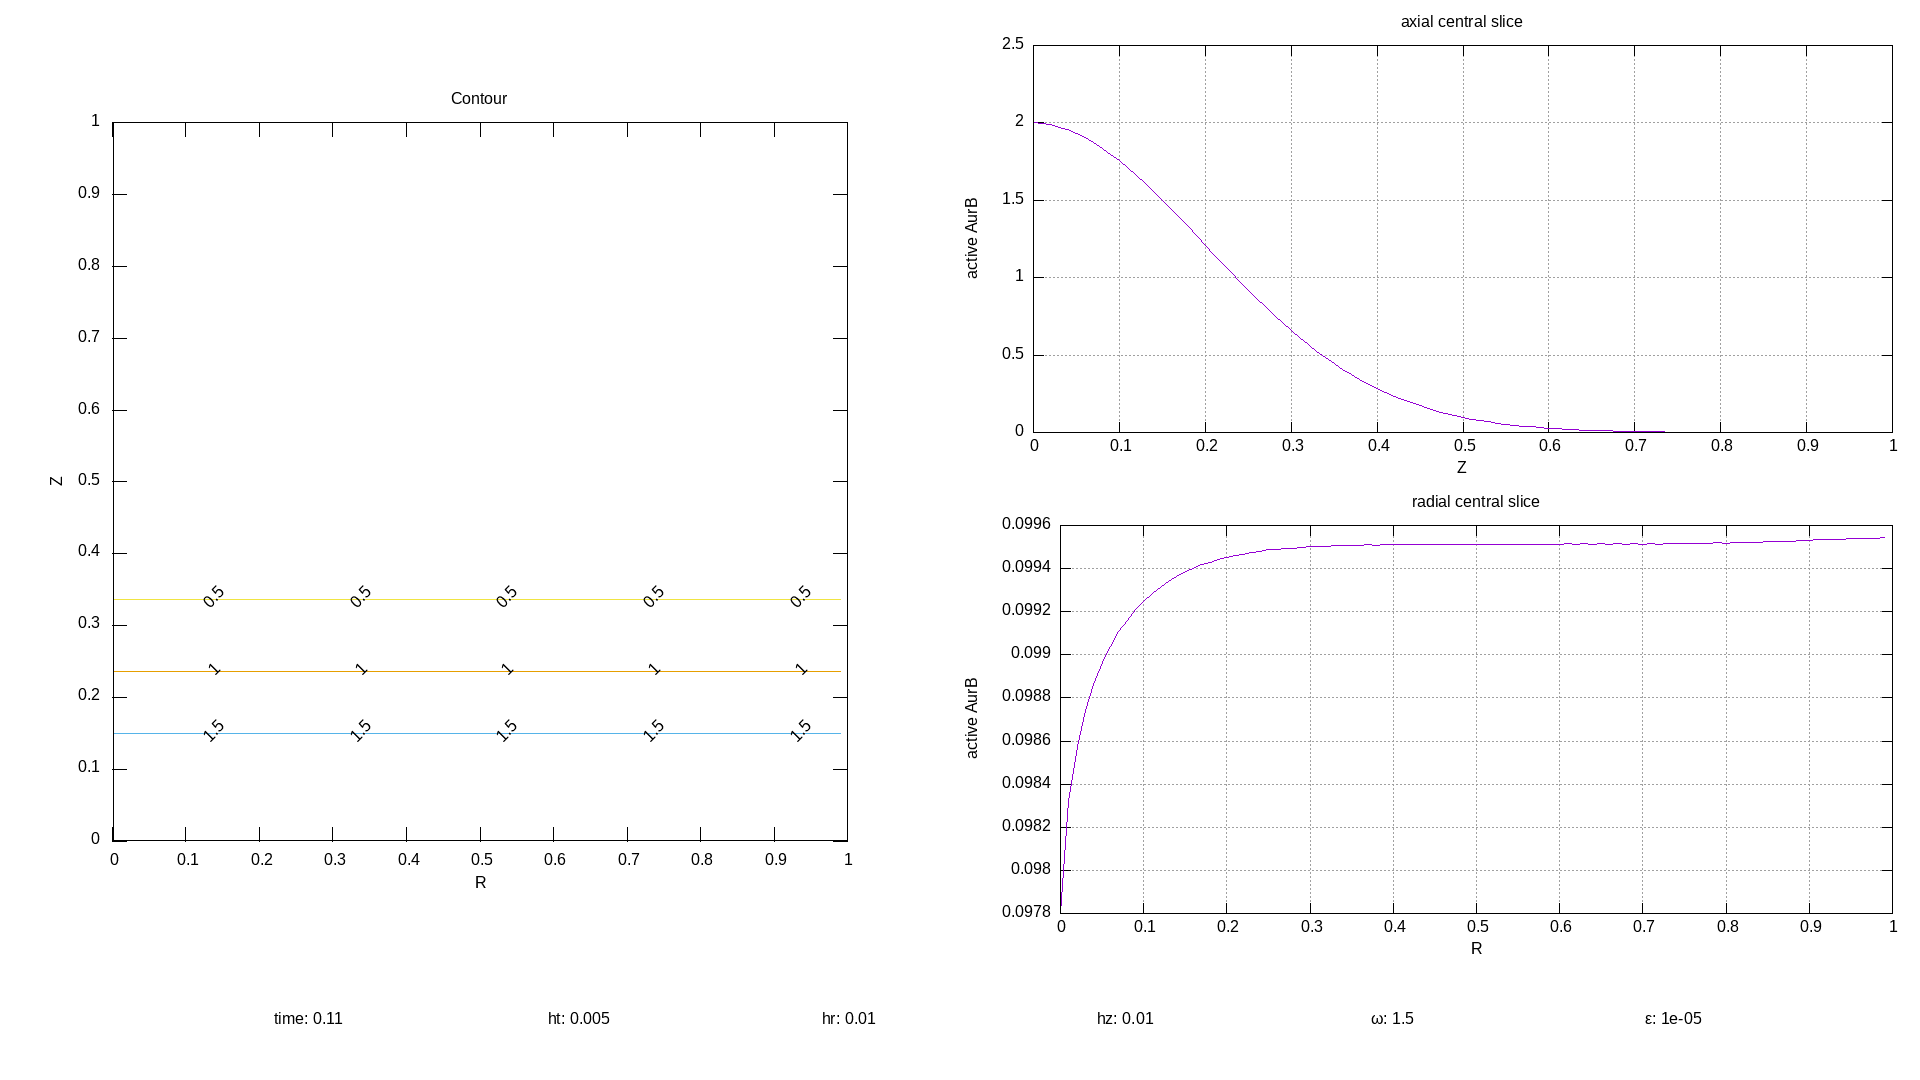 Contour
1
0.9
0.8
0.7
0.6
0.5
0.4
0.3
0.2
0.1
0
Z
0.5 0.5 0.5 0.5 0.5
1 1 1 1 1
1.5 1.5 1.5 1.5 1.5
0 0.1 0.2 0.3 0.4 0.5 0.6 0.7 0.8 0.9 1
R
axial central slice
2.5
2
1.5
1
0.5
0
active AurB
0 0.1 0.2 0.3 0.4 0.5 0.6 0.7 0.8 0.9 1
Z
radial central slice
0.0996
0.0994
0.0992
0.099
0.0988
0.0986
0.0984
0.0982
0.098
0.0978
active AurB
0 0.1 0.2 0.3 0.4 0.5 0.6 0.7 0.8 0.9 1
R
time: 0.11 ht: 0.005 hr: 0.01 hz: 0.01 ω: 1.5 ε: 1e-05